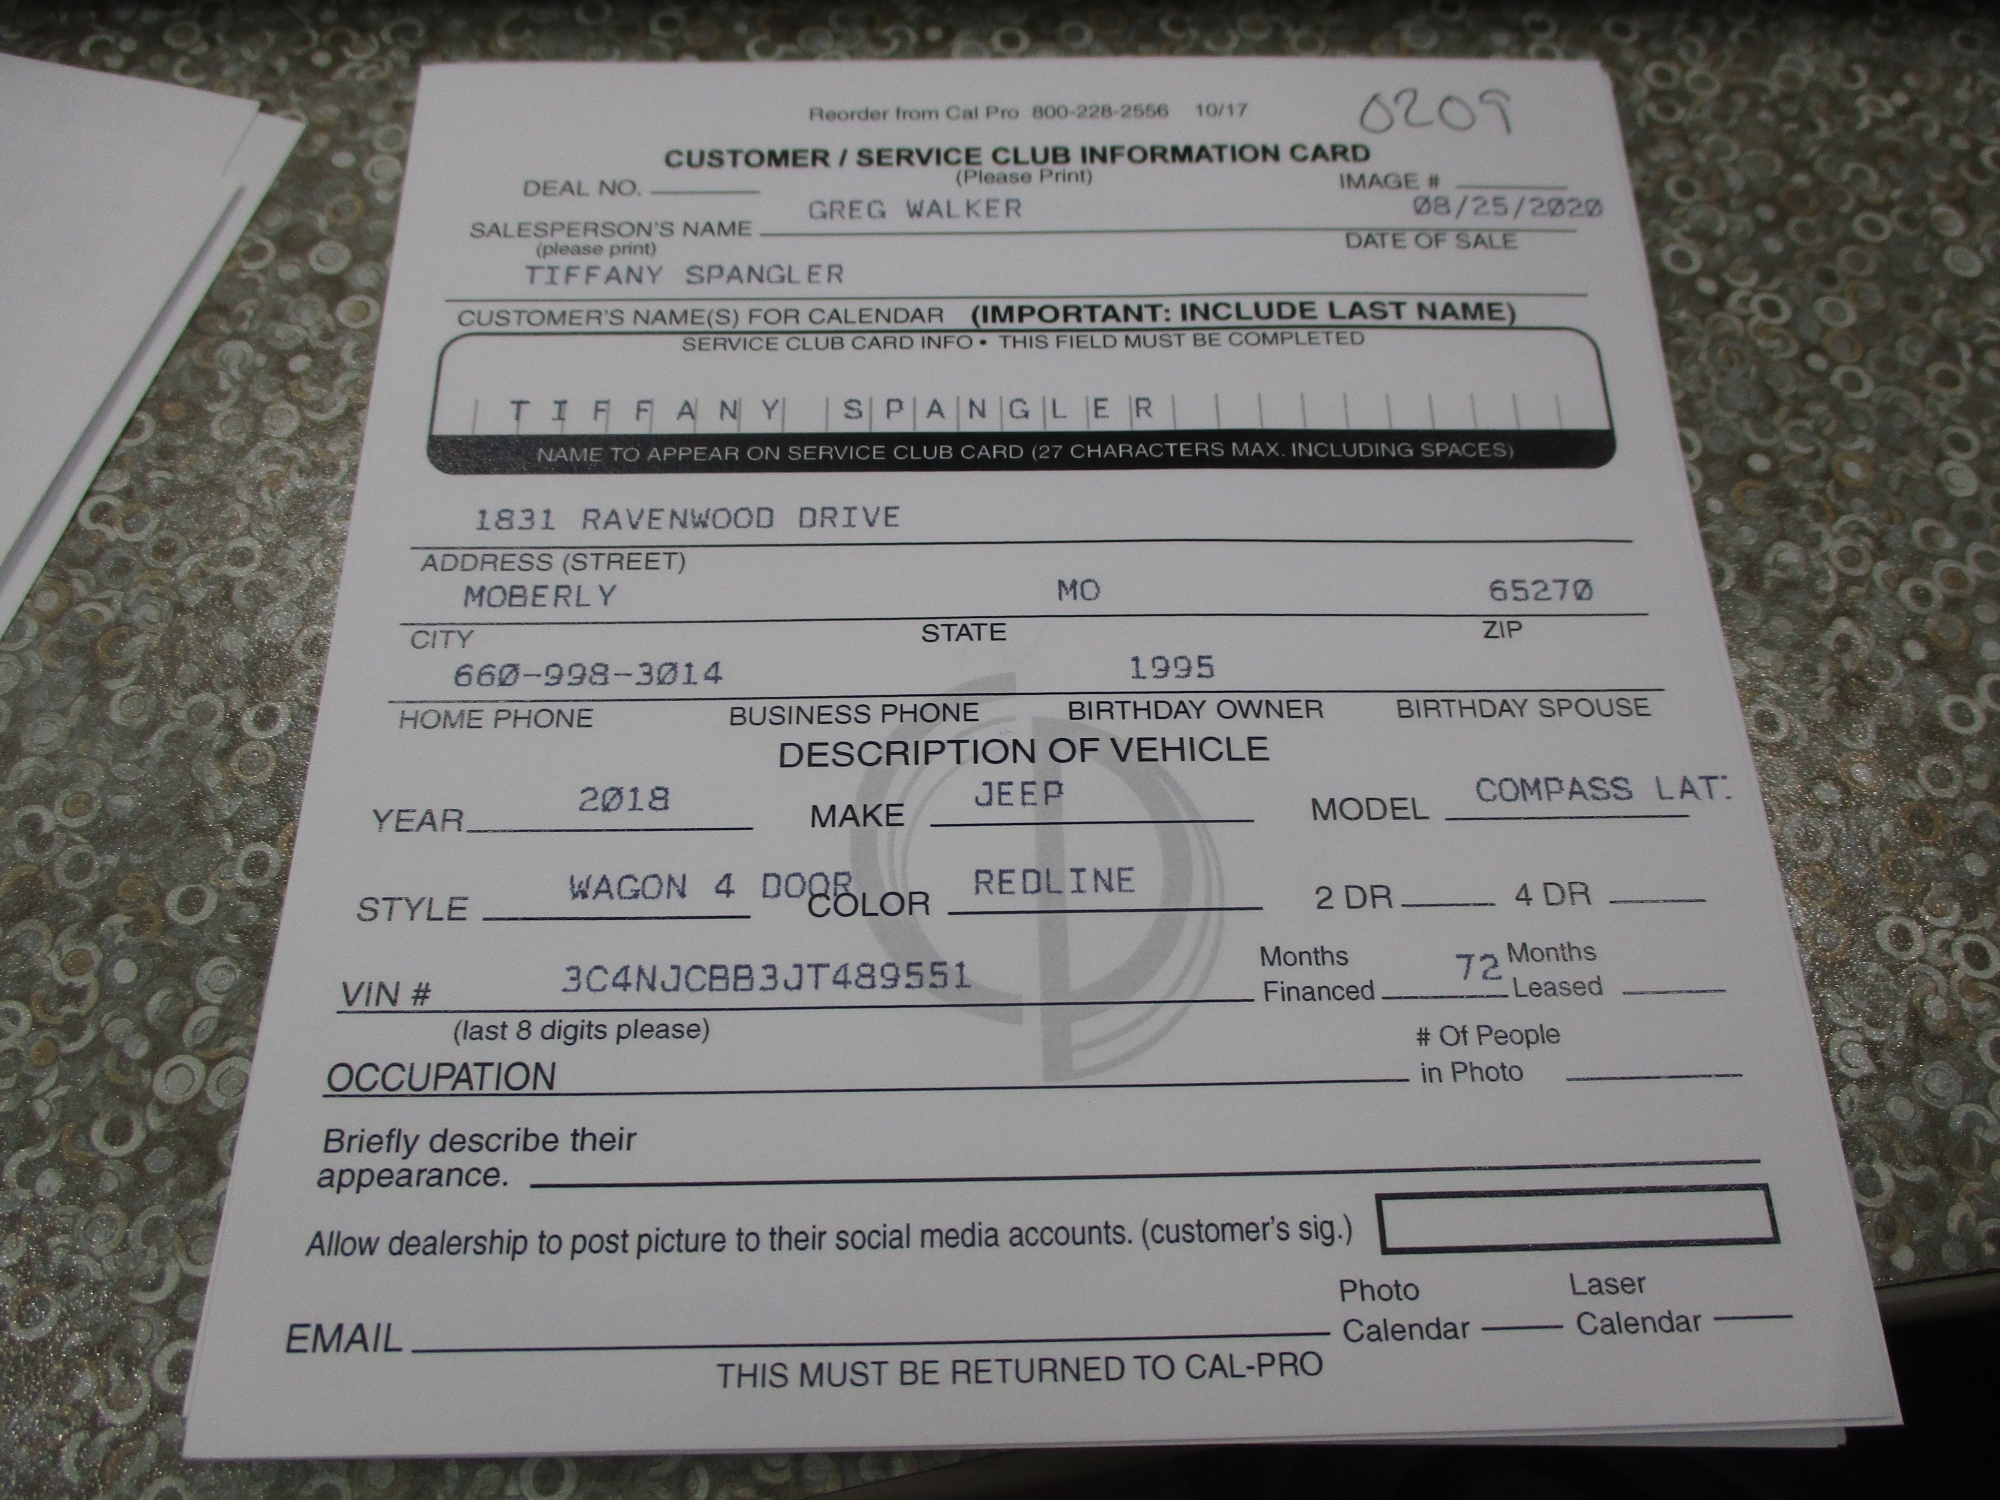 Reorder from Cal Pro 800-228-2556 10/17 0209
CUSTOMER / SERVICE CLUB INFORMATION CARD
(Please Print)
DEAL NO. IMAGE #
GREG WALKER 08/25/2020
SALESPERSON'S NAME DATE OF SALE
(please print)
TIFFANY SPANGLER
CUSTOMER'S NAME(S) FOR CALENDAR (IMPORTANT: INCLUDE LAST NAME)
SERVICE CLUB CARD INFO • THIS FIELD MUST BE COMPLETED
TIFFANY SPANGLER
NAME TO APPEAR ON SERVICE CLUB CARD (27 CHARACTERS MAX. INCLUDING SPACES)
1831 RAVENWOOD DRIVE
ADDRESS (STREET)
MOBERLY MO 65270
CITY STATE ZIP
660-998-3014 1995
HOME PHONE BUSINESS PHONE BIRTHDAY OWNER BIRTHDAY SPOUSE
DESCRIPTION OF VEHICLE
YEAR 2018 MAKE JEEP MODEL COMPASS LAT
STYLE WAGON 4 DOOR COLOR REDLINE 2 DR 4 DR
VIN # 3C4NJCBB3JT489551 Months Financed 72 Months Leased
(last 8 digits please)
OCCUPATION # Of People in Photo
Briefly describe their
appearance.
Allow dealership to post picture to their social media accounts. (customer's sig.)
EMAIL Photo Calendar Laser Calendar
THIS MUST BE RETURNED TO CAL-PRO